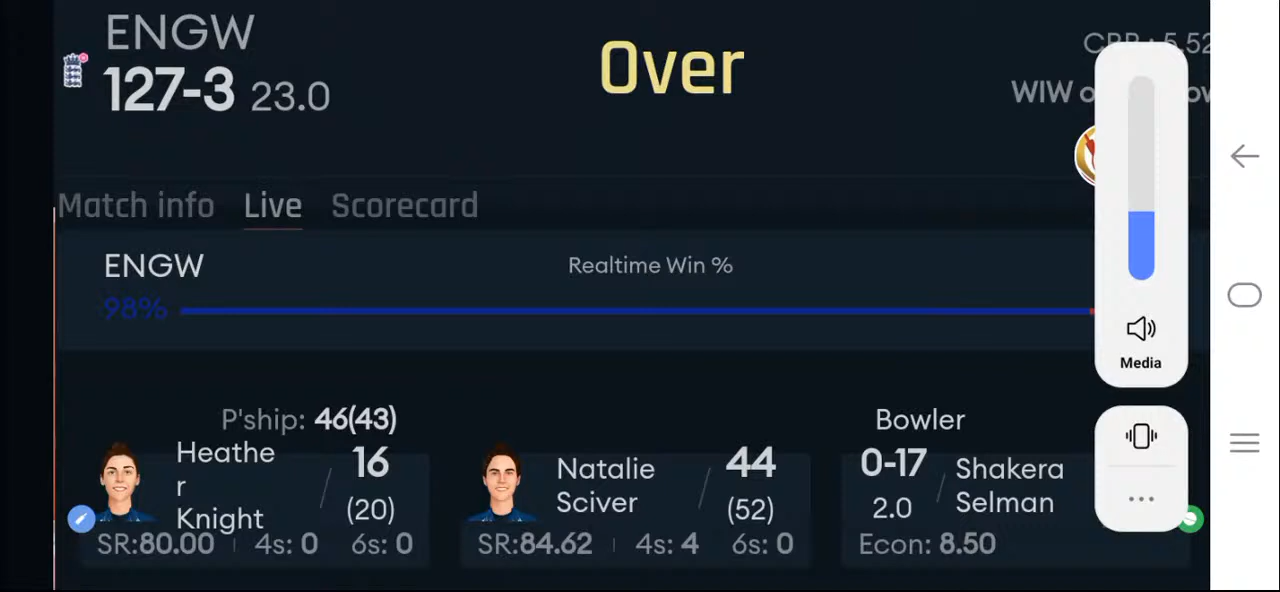 ENGW
127-3 23.0
Over
5.52
WIW
Match info Live Scorecard
ENGW
Realtime Win %
98%
Media
P'ship: 46(43)
Bowler
Heathe
r
Knight
16
(20)
SR:80.00 4s: 0 6s: 0
Natalie
Sciver
44
(52)
SR:84.62 4s: 4 6s: 0
0-17
2.0
Shakera
Selman
Econ: 8.50